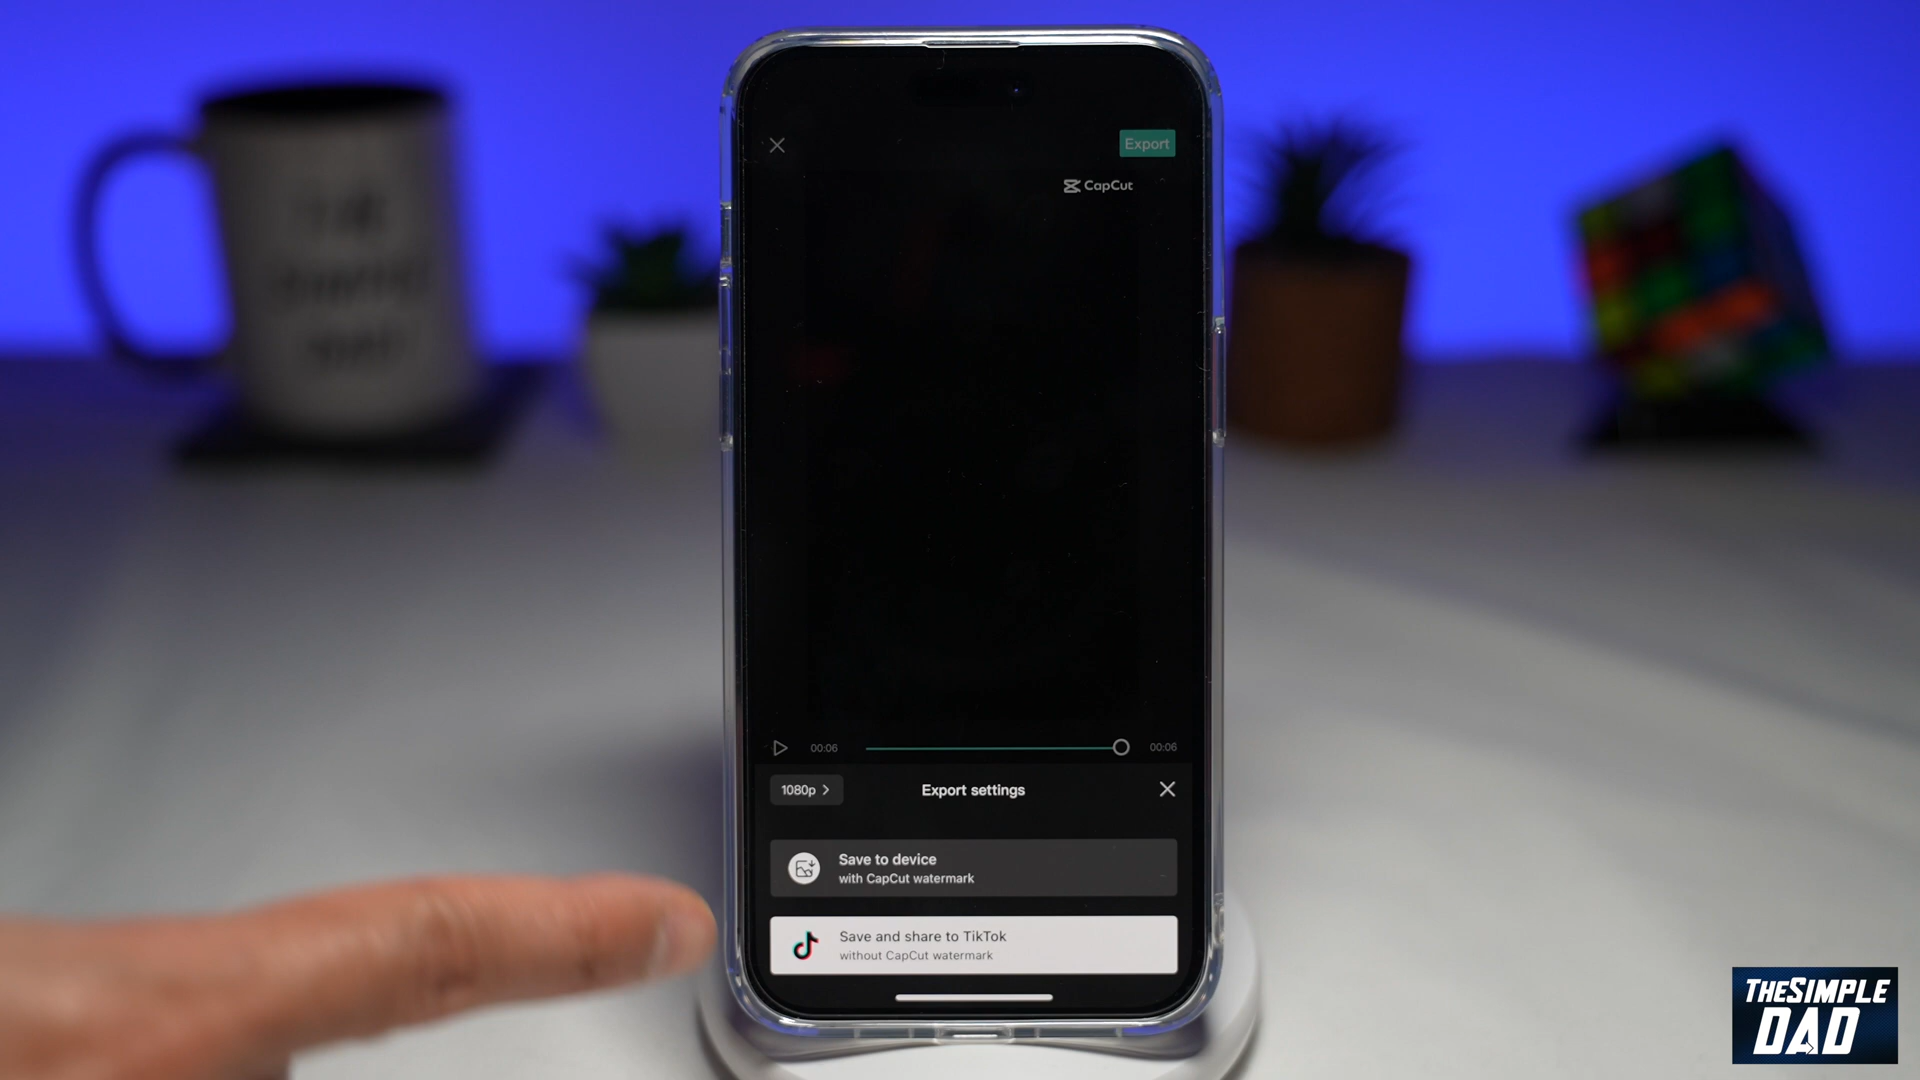 Export
CapCut
00:06
00:06
1080p
Export settings
Save to device
with CapCut watermark
Save and share to TikTok
without CapCut watermark
THESIMPLE
DAD